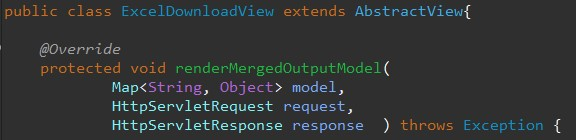 public class ExcelDownloadView extends AbstractView{
@Override
protected void renderMergedOutputModel(
Map<String, Object> model,
HttpServletRequest request,
HttpServletResponse response  ) throws Exception {